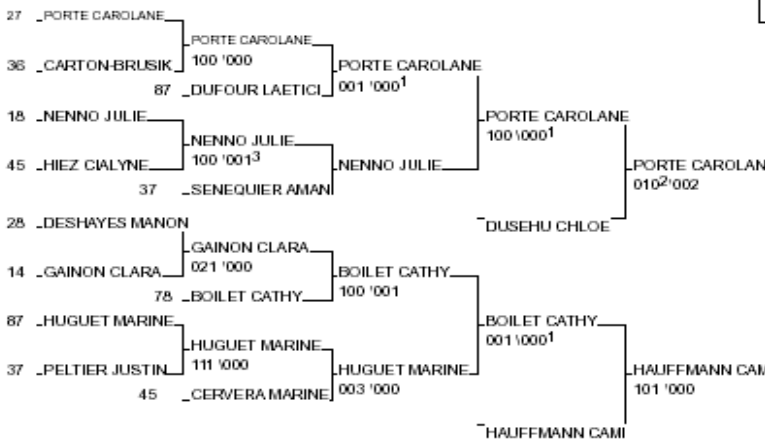 27 PORTE CAROLANE
PORTE CAROLANE
100 '000
36 CARTON-BRUSIK
PORTE CAROLANE
001 '000¹
87 DUFOUR LAETICI
18 NENNO JULIE
PORTE CAROLANE
100 \000¹
NENNO JULIE
100 '001³
45 HIEZ CIALYNE
NENNO JULIE
PORTE CAROLAN
010²'002
37 SENEQUIER AMAN
28 DESHAYES MANON
DUSEHU CHLOE
GAINON CLARA
021 '000
14 GAINON CLARA
BOILET CATHY
100 '001
78 BOILET CATHY
87 HUGUET MARINE
BOILET CATHY
001 \000¹
HUGUET MARINE
111 \000
37 PELTIER JUSTIN
HUGUET MARINE
003 '000
HAUFFMANN CAM
101 '000
45 CERVERA MARINE
HAUFFMANN CAMI